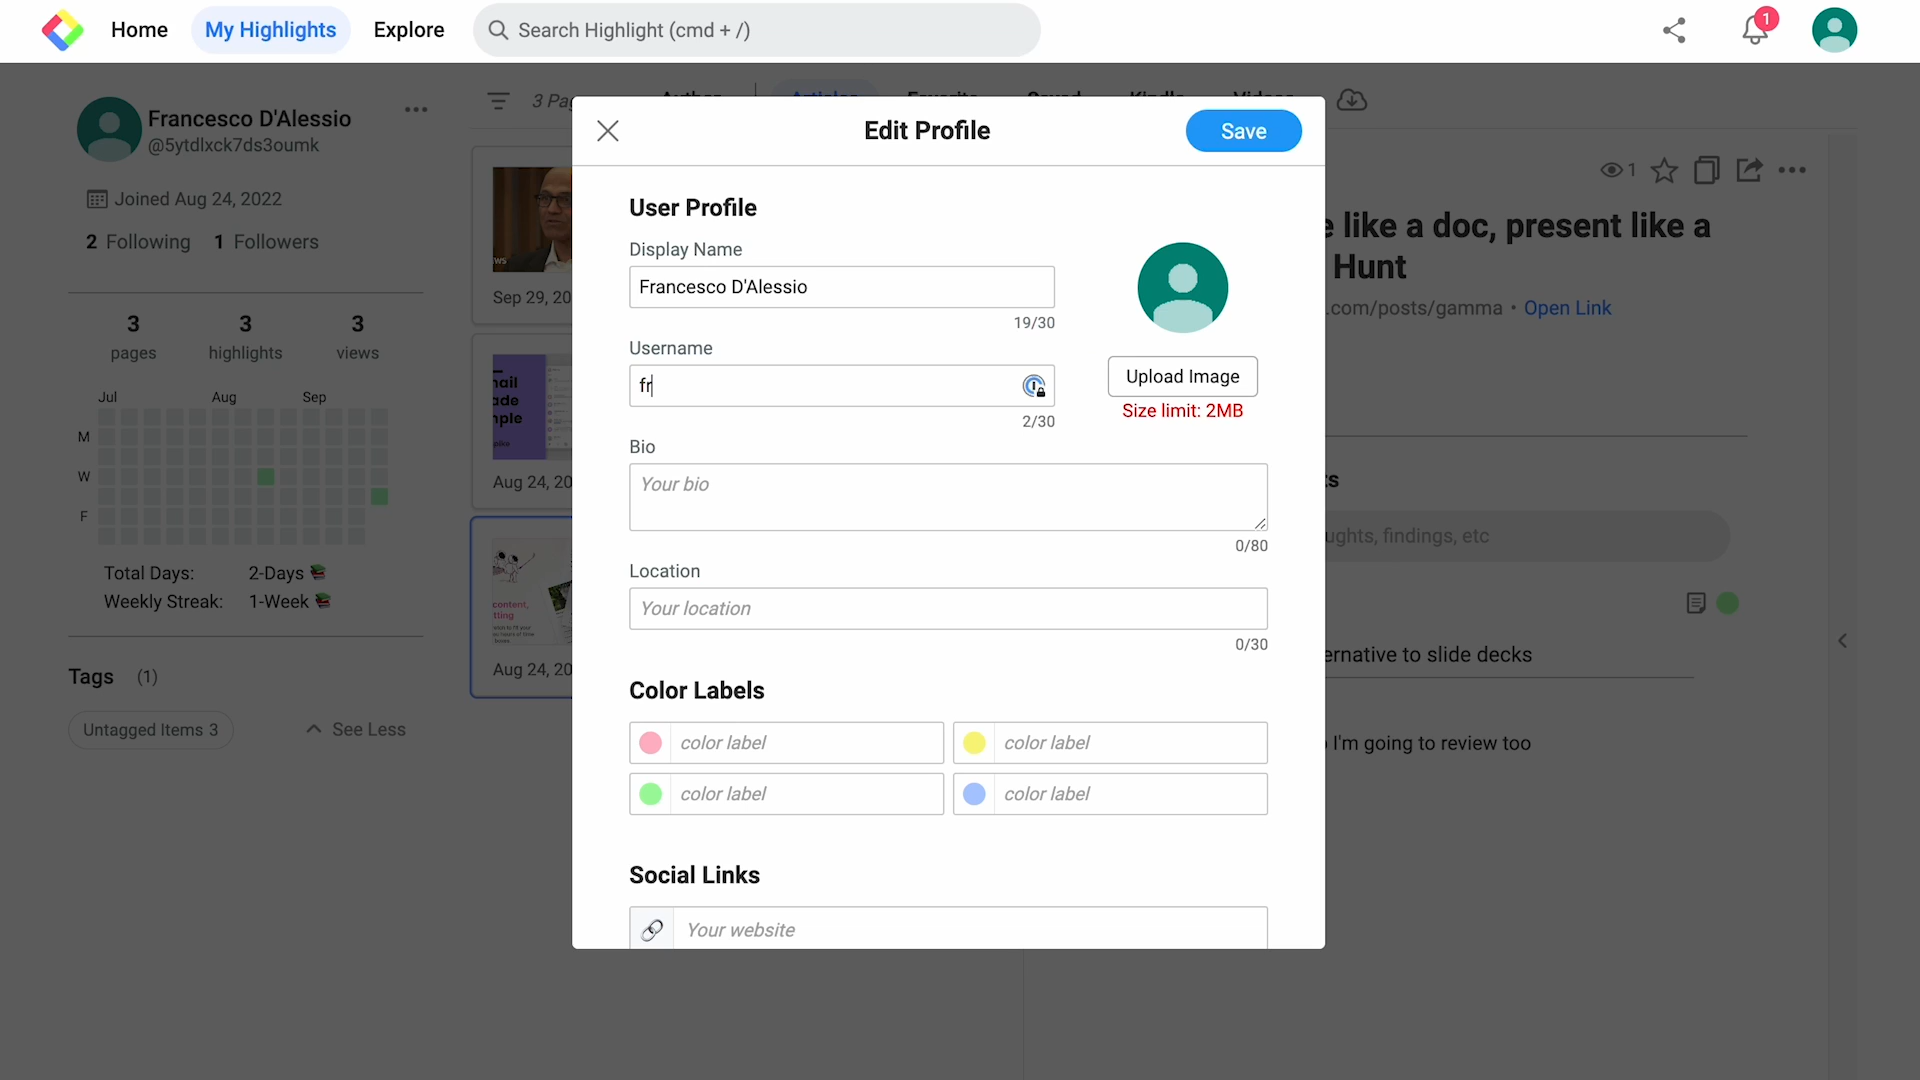 Home
My Highlights
Explore
Search Highlight (cmd + /)
1
Francesco D'Alessio
@5ytdlxck7ds3oumk
Joined Aug 24, 2022
2 Following 1 Followers
3 3 3
pages highlights views
Jul Aug Sep
M
W
F
Total Days: 2-Days
Weekly Streak: 1-Week
Tags (1)
Untagged Items 3
See Less
3 Pag
Sep 29, 20
Aug 24, 20
content,
Aug 24, 20
Edit Profile
Save
User Profile
Display Name
Francesco D'Alessio
19/30
Username
fr
2/30
Upload Image
Size limit: 2MB
Bio
Your bio
0/80
Location
Your location
0/30
Color Labels
color label
color label
color label
color label
Social Links
Your website
1
like a doc, present like a
Hunt
.com/posts/gamma • Open Link
ughts, findings, etc
ernative to slide decks
I'm going to review too